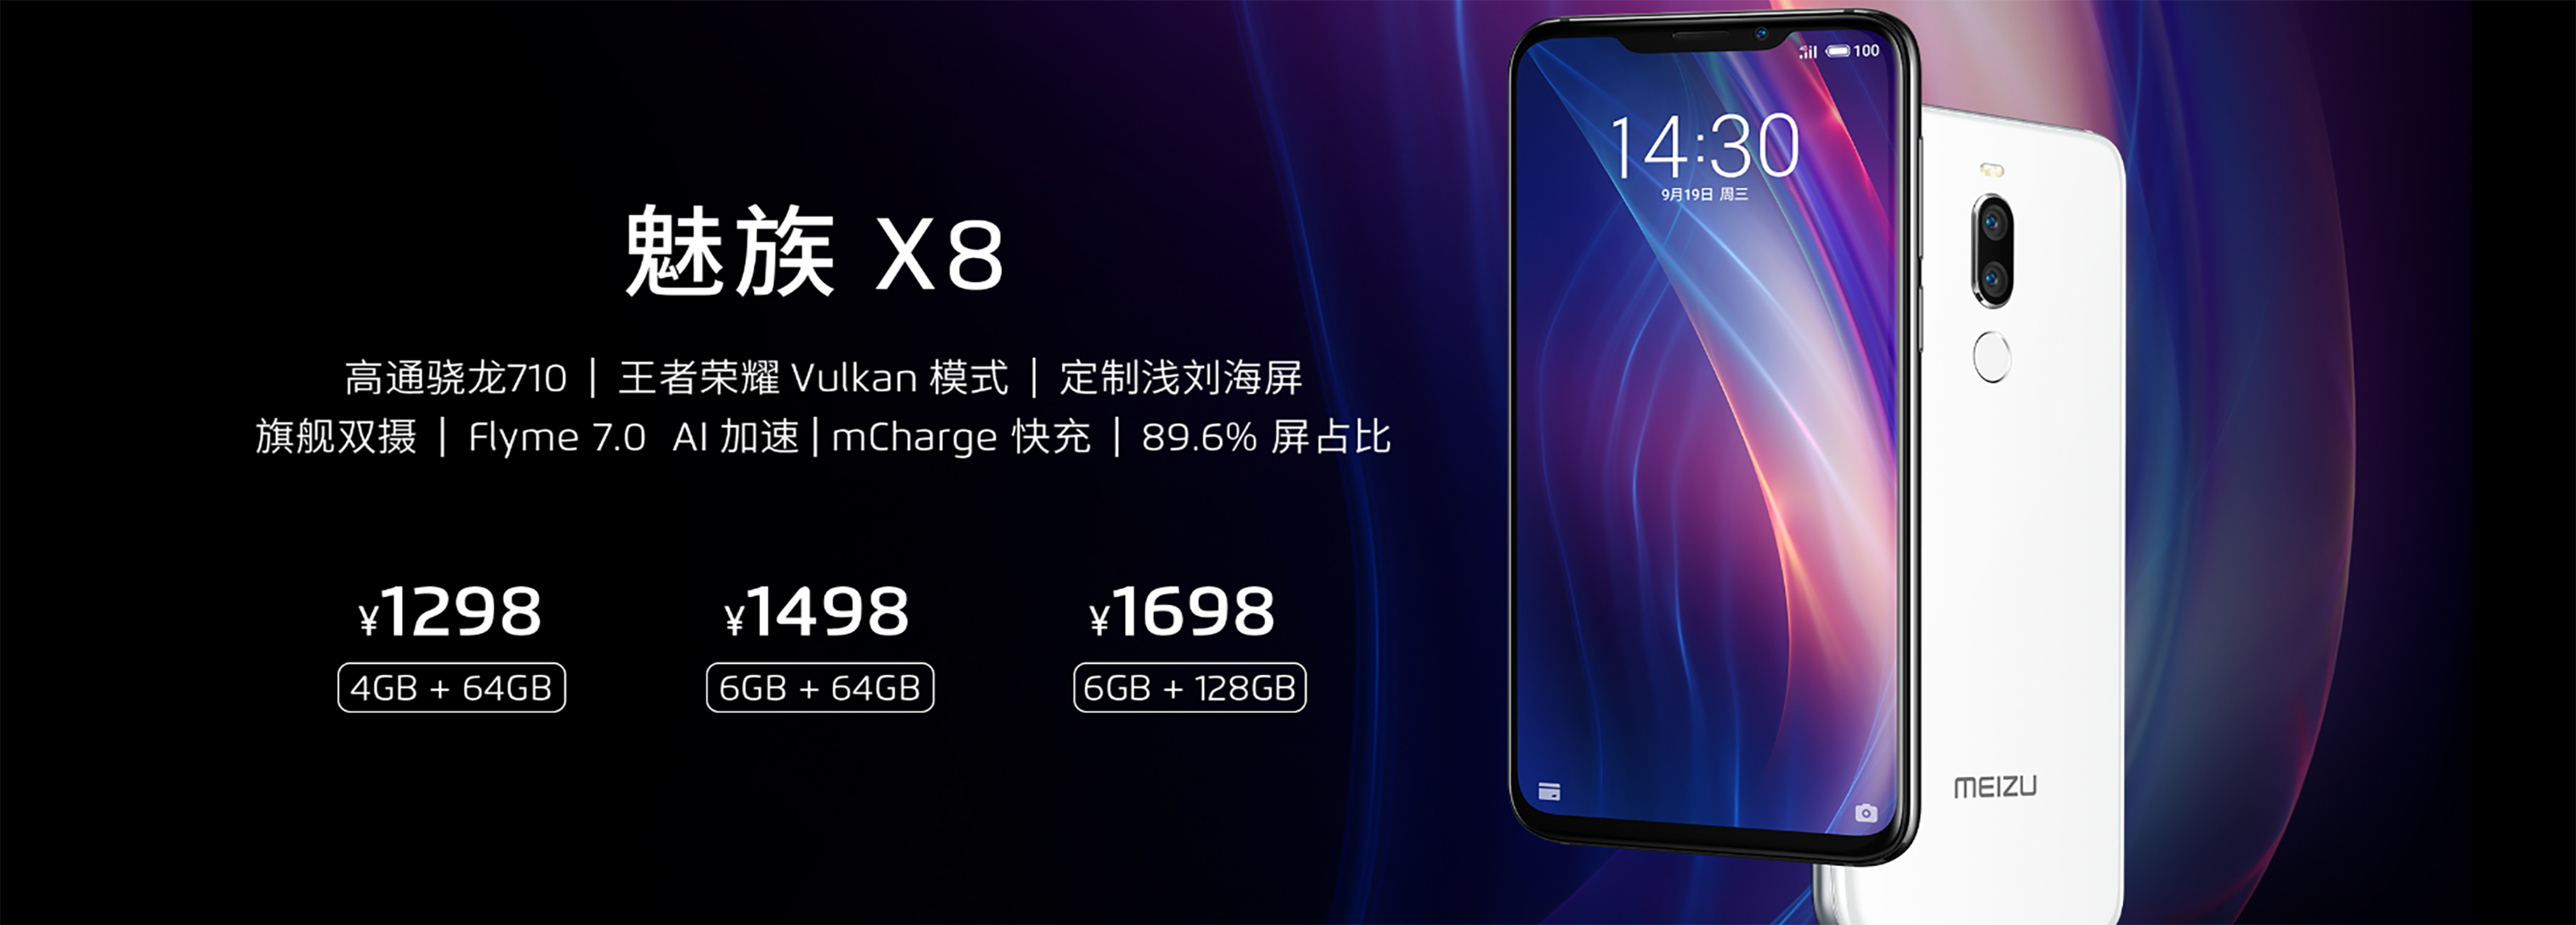 魅族 X8
高通骁龙710 | 王者荣耀 Vulkan 模式 | 定制浅刘海屏
旗舰双摄 | Flyme 7.0 AI 加速 | mCharge 快充 | 89.6% 屏占比
¥1298 ¥1498 ¥1698
4GB + 64GB 6GB + 64GB 6GB + 128GB
100
14:30
9月19日 周三
MEIZU